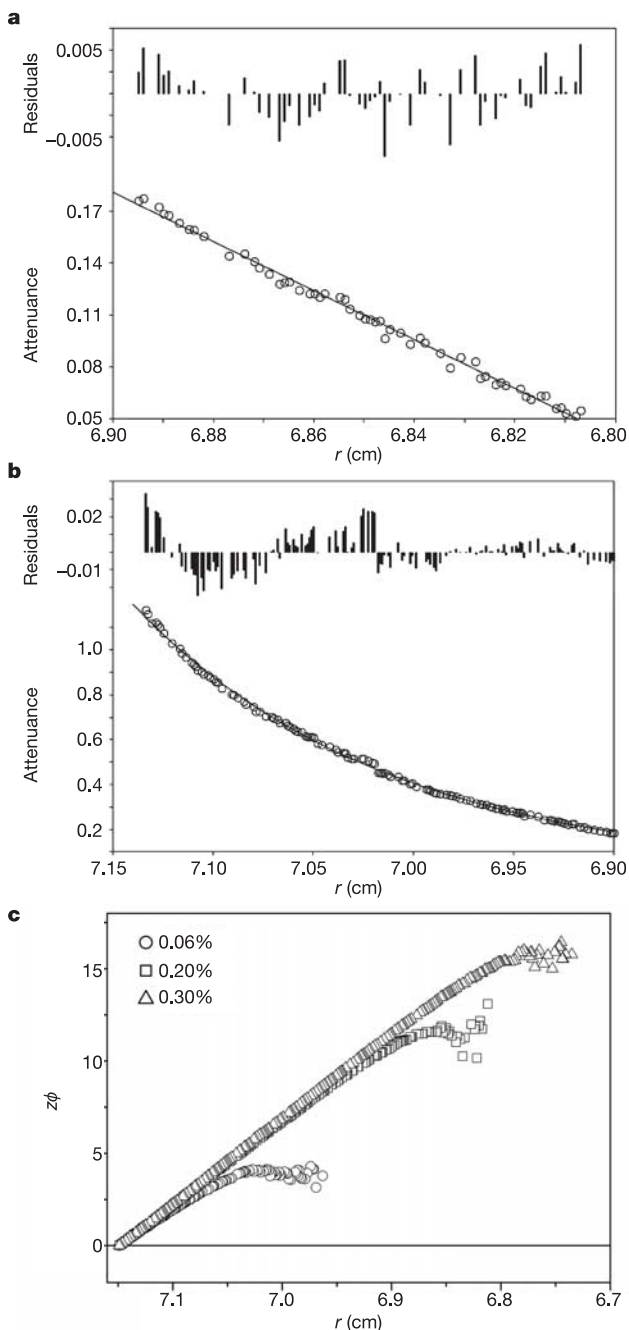 a
Residuals
0.005
−0.005
Attenuance
0.17
0.14
0.11
0.08
0.05
6.90 6.88 6.86 6.84 6.82 6.80
r (cm)
b
Residuals
0.02
−0.01
Attenuance
1.0
0.8
0.6
0.4
0.2
7.15 7.10 7.05 7.00 6.95 6.90
r (cm)
c
0.06%
0.20%
0.30%
zϕ
15
10
5
0
7.1 7.0 6.9 6.8 6.7
r (cm)